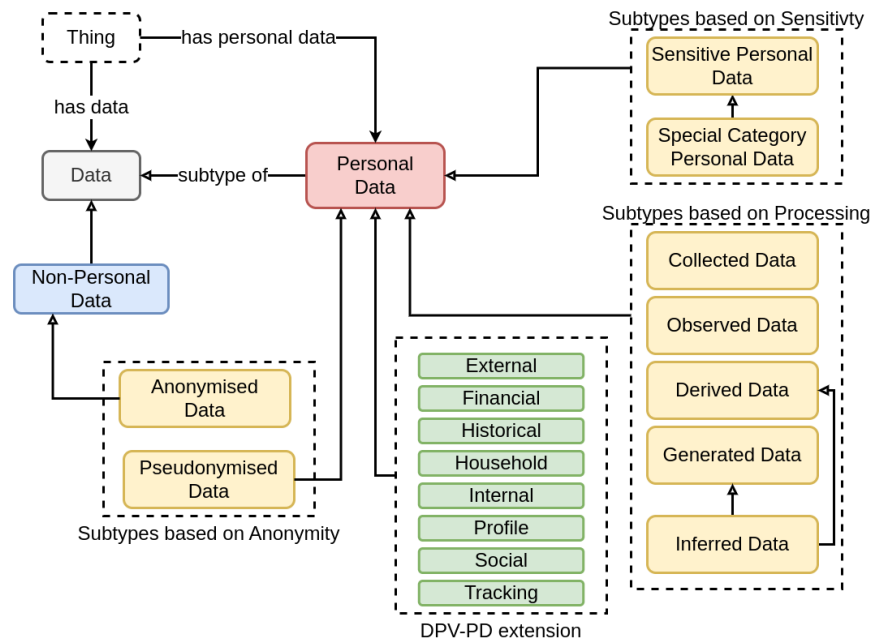 Thing
has personal data
has data
Data
subtype of
Personal
Data
Non-Personal
Data
Anonymised
Data
Pseudonymised
Data
Subtypes based on Anonymity
External
Financial
Historical
Household
Internal
Profile
Social
Tracking
DPV-PD extension
Subtypes based on Sensitivty
Sensitive Personal
Data
Special Category
Personal Data
Subtypes based on Processing
Collected Data
Observed Data
Derived Data
Generated Data
Inferred Data